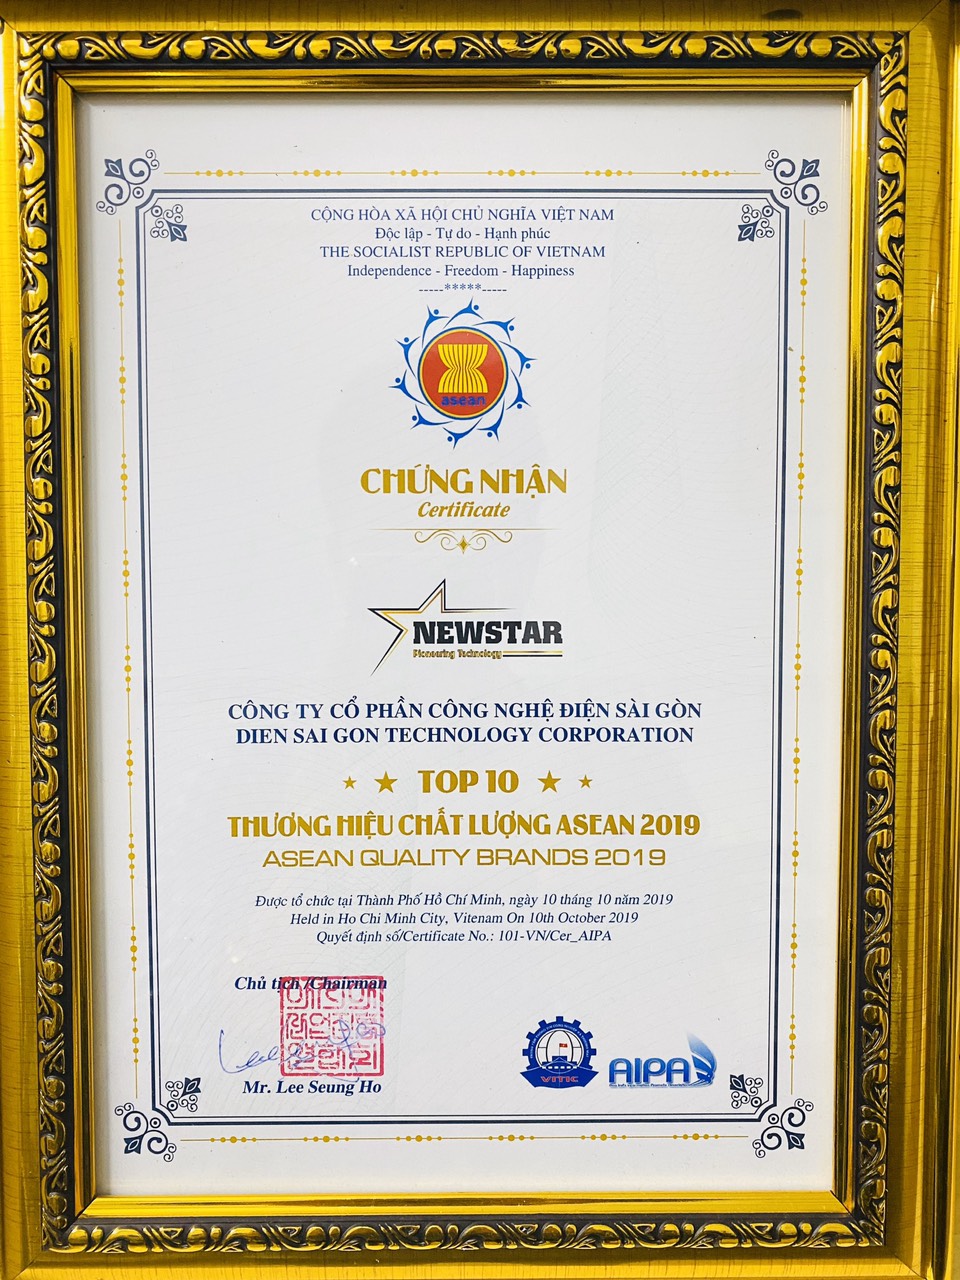 CỘNG HÒA XÃ HỘI CHỦ NGHĨA VIỆT NAM
Độc lập - Tự do - Hạnh phúc
THE SOCIALIST REPUBLIC OF VIETNAM
Independence - Freedom - Happiness
-----*****-----
asean
CHỨNG NHẬN
Certificate
NEWSTAR
Pioneering Technology
CÔNG TY CỔ PHẦN CÔNG NGHỆ ĐIỆN SÀI GÒN
DIEN SAI GON TECHNOLOGY CORPORATION
TOP 10
THƯƠNG HIỆU CHẤT LƯỢNG ASEAN 2019
ASEAN QUALITY BRANDS 2019
Được tổ chức tại Thành Phố Hồ Chí Minh, ngày 10 tháng 10 năm 2019
Held in Ho Chi Minh City, Vitenam On 10th October 2019
Quyết định số/Certificate No.: 101-VN/Cer_AIPA
Chủ tịch /Chairman
Mr. Lee Seung Ho
VITIC
AIPA